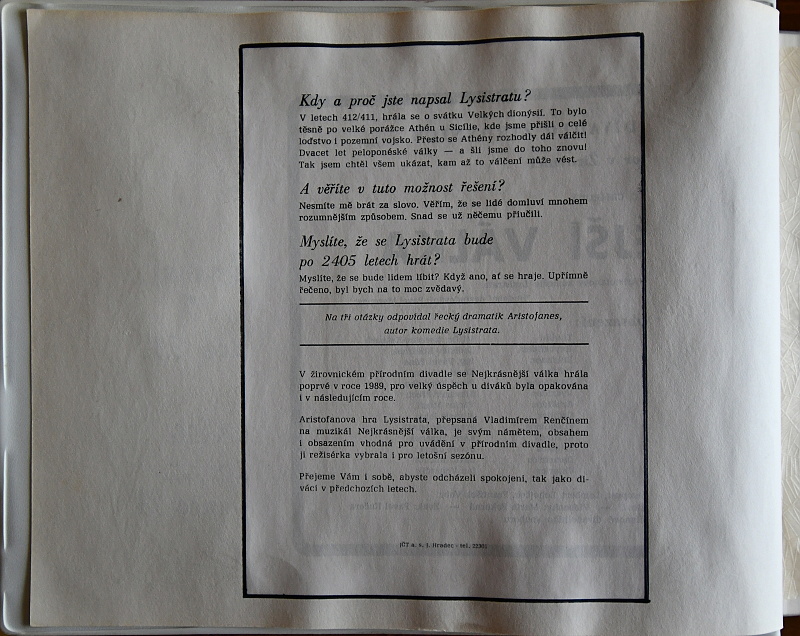 Kdy a proč jste napsal Lysistratu?
V letech 412/411, hrála se o svátku Velkých dionýsií. To bylo
těsně po velké porážce Athén u Sicílie, kde jsme přišli o celé
loďstvo i pozemní vojsko. Přesto se Athény rozhodly dál válčit!
Dvacet let peloponéské války — a šli jsme do toho znovu!
Tak jsem chtěl všem ukázat, kam až to válčení může vést.
A věříte v tuto možnost řešení?
Nesmíte mě brát za slovo. Věřím, že se lidé domluví mnohem
rozumnějším způsobem. Snad se už něčemu přiučili.
Myslíte, že se Lysistrata bude
po 2405 letech hrát?
Myslíte, že se bude lidem líbit? Když ano, ať se hraje. Upřímně
řečeno, byl bych na to moc zvědavý.
Na tři otázky odpovídal řecký dramatik Aristofanes,
autor komedie Lysistrata.
V žirovnickém přírodním divadle se Nejkrásnější válka hrála
poprvé v roce 1989, pro velký úspěch u diváků byla opakována
i v následujícím roce.
Aristofanova hra Lysistrata, přepsaná Vladimírem Renčínem
na muzikál Nejkrásnější válka, je svým námětem, obsahem
i obsazením vhodná pro uvádění v přírodním divadle, proto
ji režisérka vybrala i pro letošní sezónu.
Přejeme Vám i sobě, abyste odcházeli spokojeni, tak jako di-
váci v předchozích letech.
JČT a. s. J. Hradec - tel.